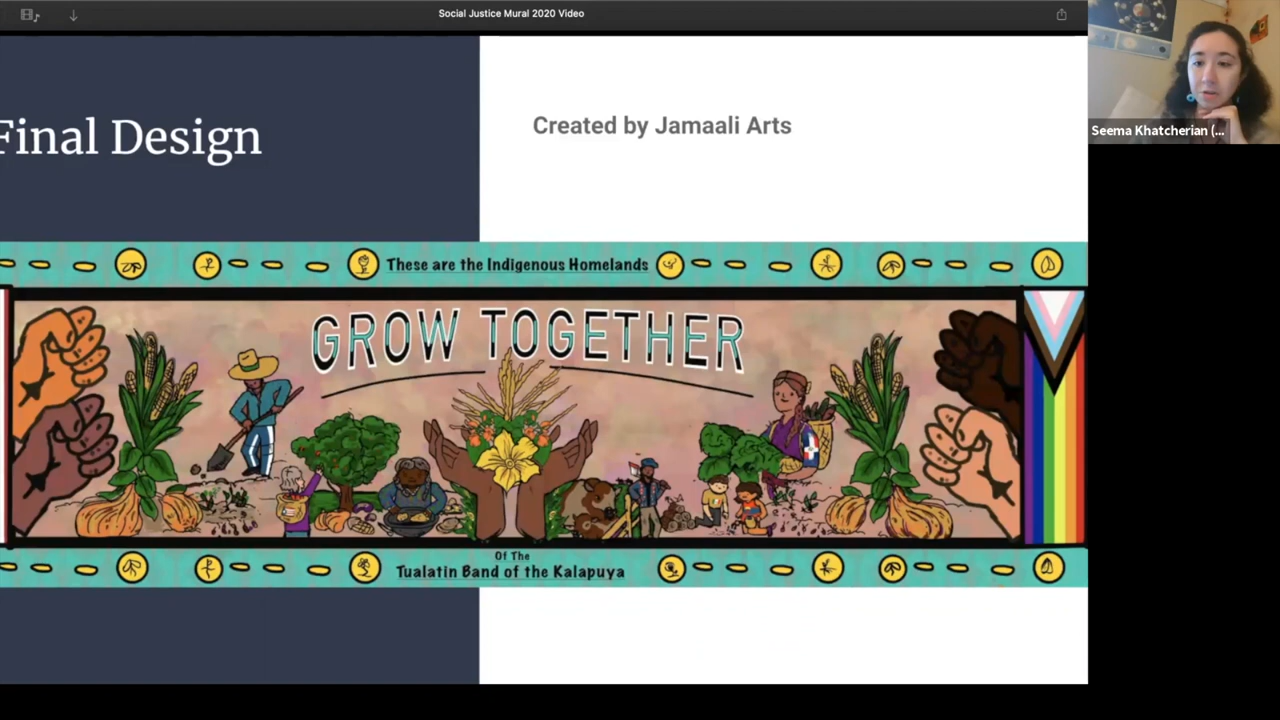 Social Justice Mural 2020 Video
Final Design
Created by Jamaali Arts
Seema Khatcherian (...
These are the Indigenous Homelands
GROW TOGETHER
Of The
Tualatin Band of the Kalapuya